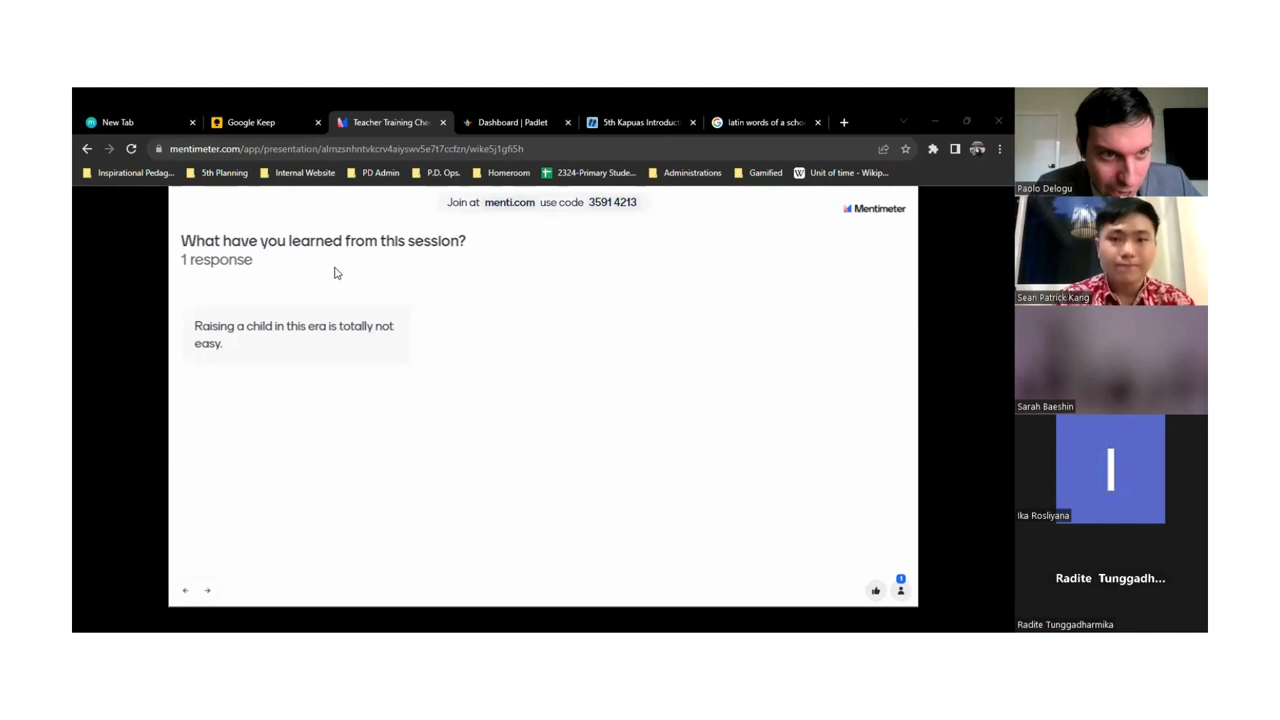 New Tab
Google Keep
Teacher Training Che
Dashboard | Padlet
5th Kapuas Introducti
latin words of a scho
mentimeter.com/app/presentation/almzsnhntvkcrv4aiyswv5e7t7ccfzn/wike5j1gfi5h
Inspirational Pedag...
5th Planning
Internal Website
PD Admin
P.D. Ops.
Homeroom
2324-Primary Stude...
Administrations
Gamified
W Unit of time - Wikip...
Join at menti.com use code 3591 4213
Mentimeter
What have you learned from this session?
1 response
Raising a child in this era is totally not
easy.
1
Paolo Delogu
Sean Patrick Kang
Sarah Baeshin
I
Ika Rosliyana
Radite Tunggadh...
Radite Tunggadharmika